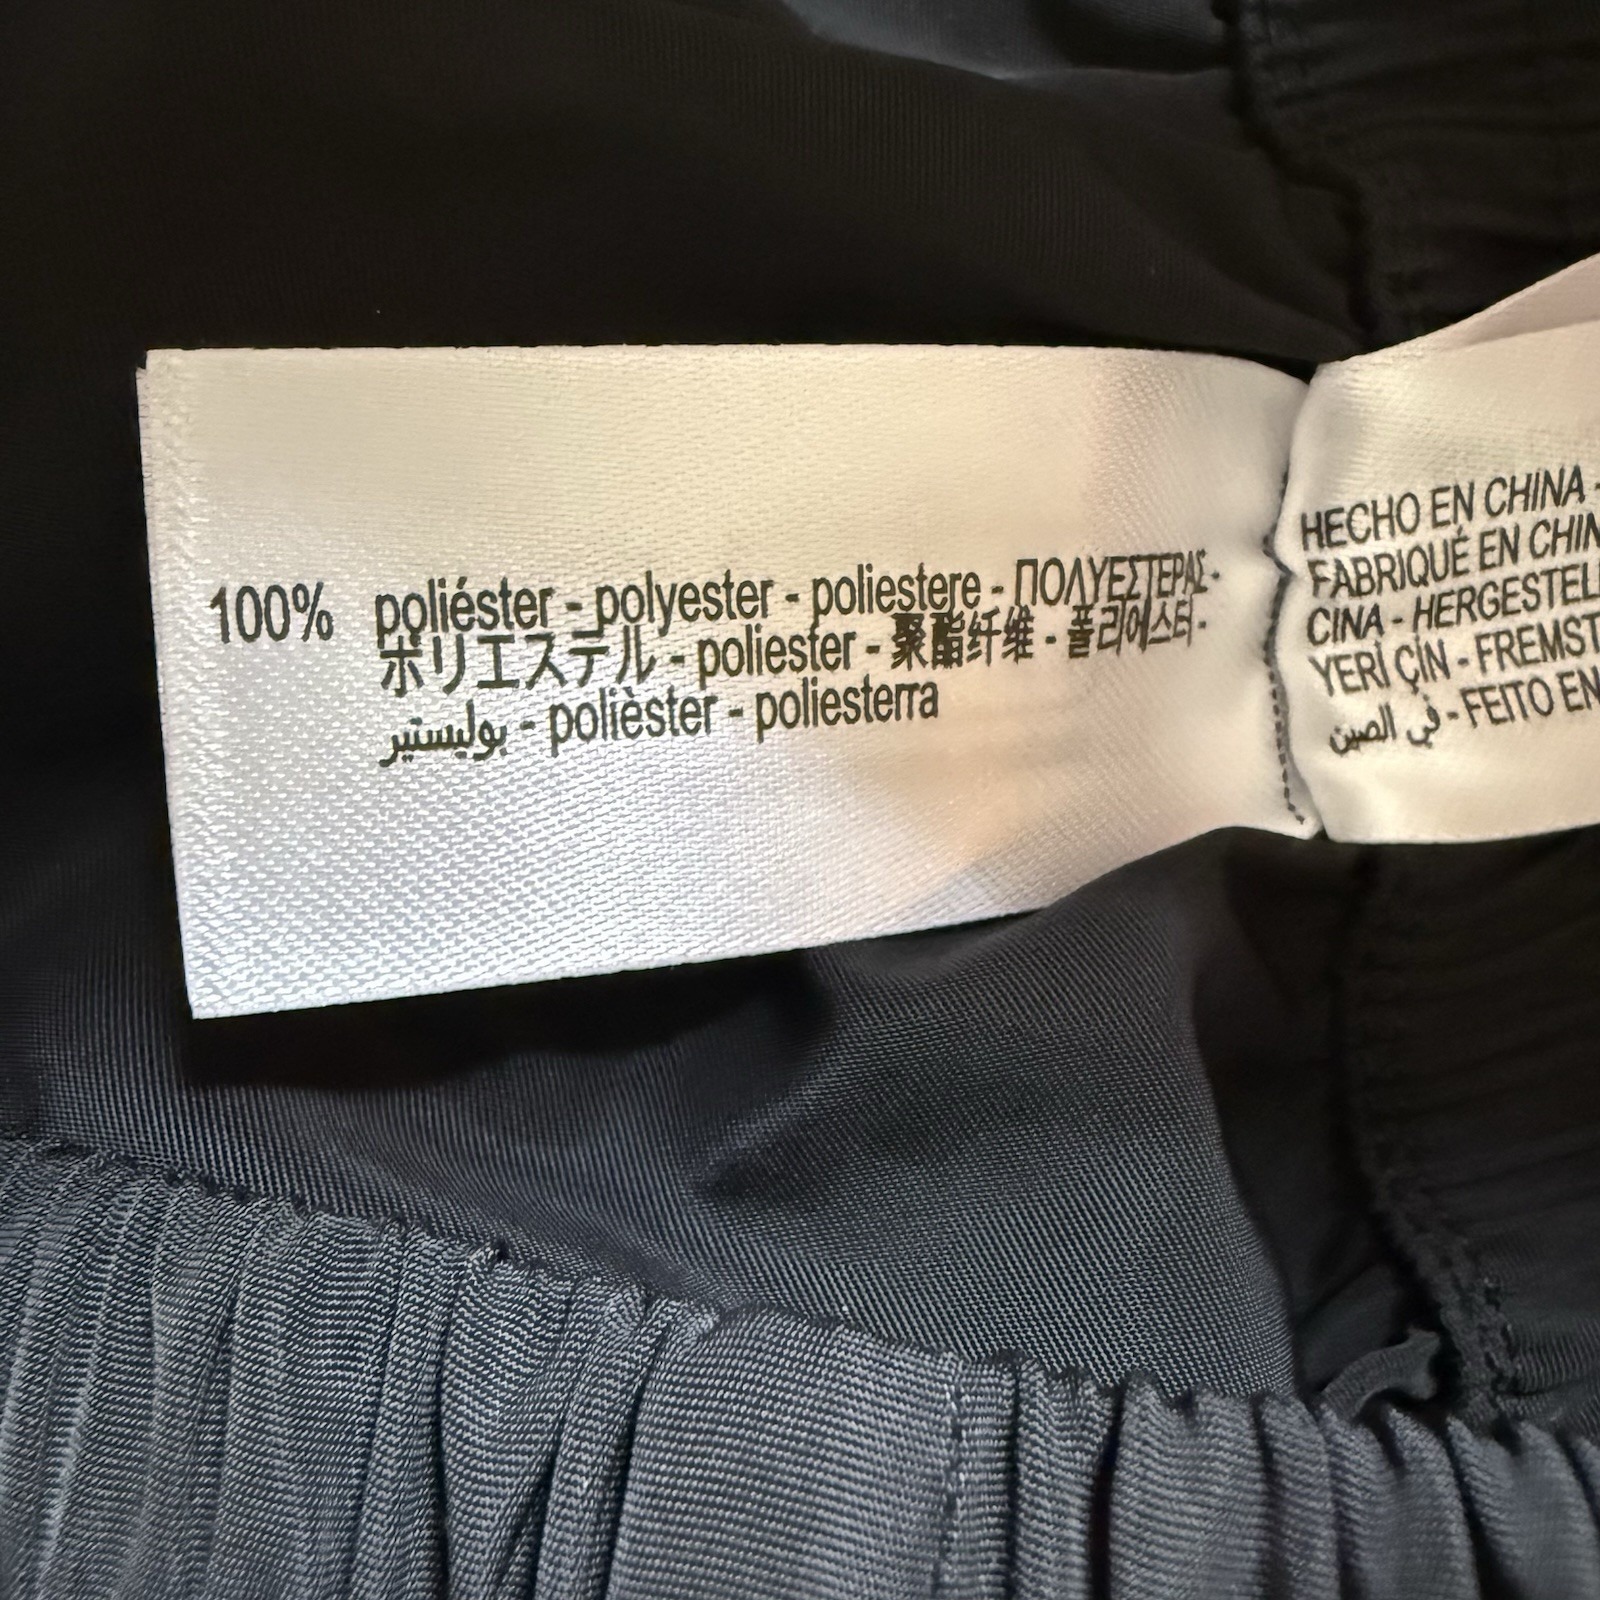 100% poliéster - polyester - poliestere - ΠΟΛΥΕΣΤΕΡΑΣ -
ポリエステル - poliester - 聚酯纤维 - 폴리에스터 -
بوليستير - polièster - poliesterra
HECHO EN CHINA -
FABRIQUÉ EN CHIN
CINA - HERGESTEL
YERİ ÇİN - FREMST
في الصين - FEITO EN